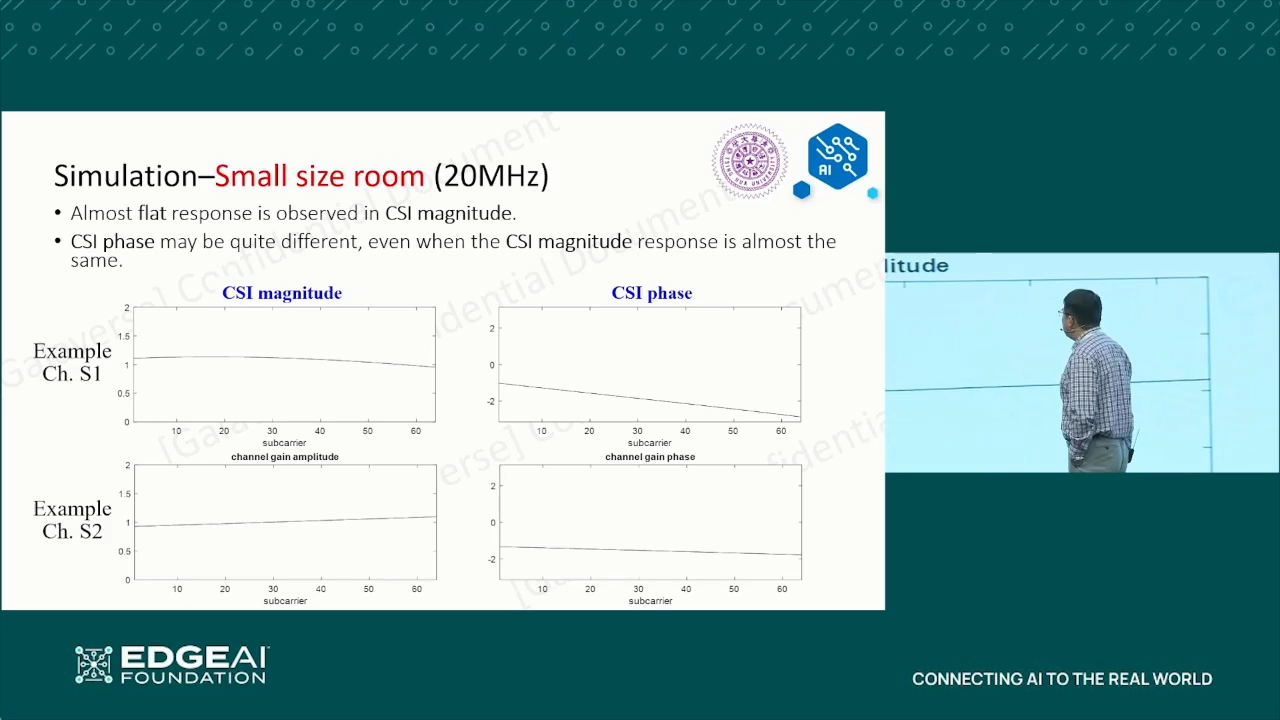 Simulation–Small size room (20MHz)
• Almost flat response is observed in CSI magnitude.
• CSI phase may be quite different, even when the CSI magnitude response is almost the
same.
CSI magnitude
CSI phase
Example
Ch. S1
2
1.5
1
0.5
0
10 20 30 40 50 60
subcarrier
2
0
-2
10 20 30 40 50 60
subcarrier
Example
Ch. S2
channel gain amplitude
2
1.5
1
0.5
0
10 20 30 40 50 60
subcarrier
channel gain phase
2
0
-2
10 20 30 40 50 60
subcarrier
AI
litude
Confidential Document
EDGE AI
FOUNDATION
CONNECTING AI TO THE REAL WORLD